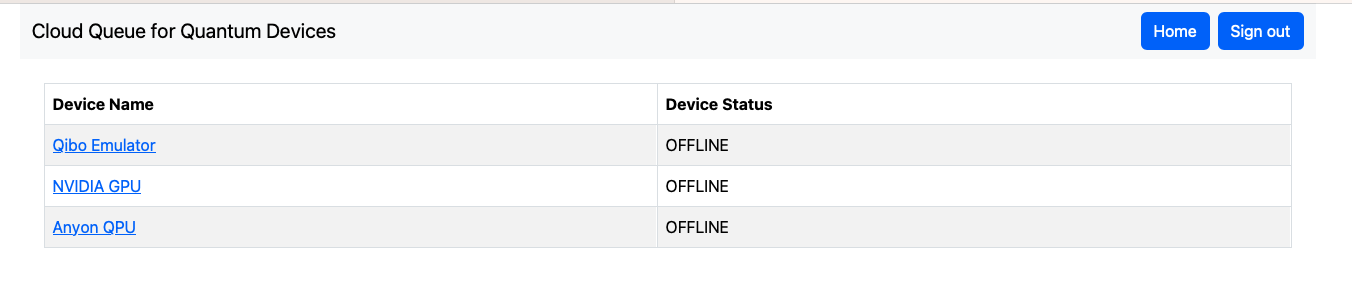 Cloud Queue for Quantum Devices
Home Sign out
Device Name Device Status
Qibo Emulator OFFLINE
NVIDIA GPU OFFLINE
Anyon QPU OFFLINE